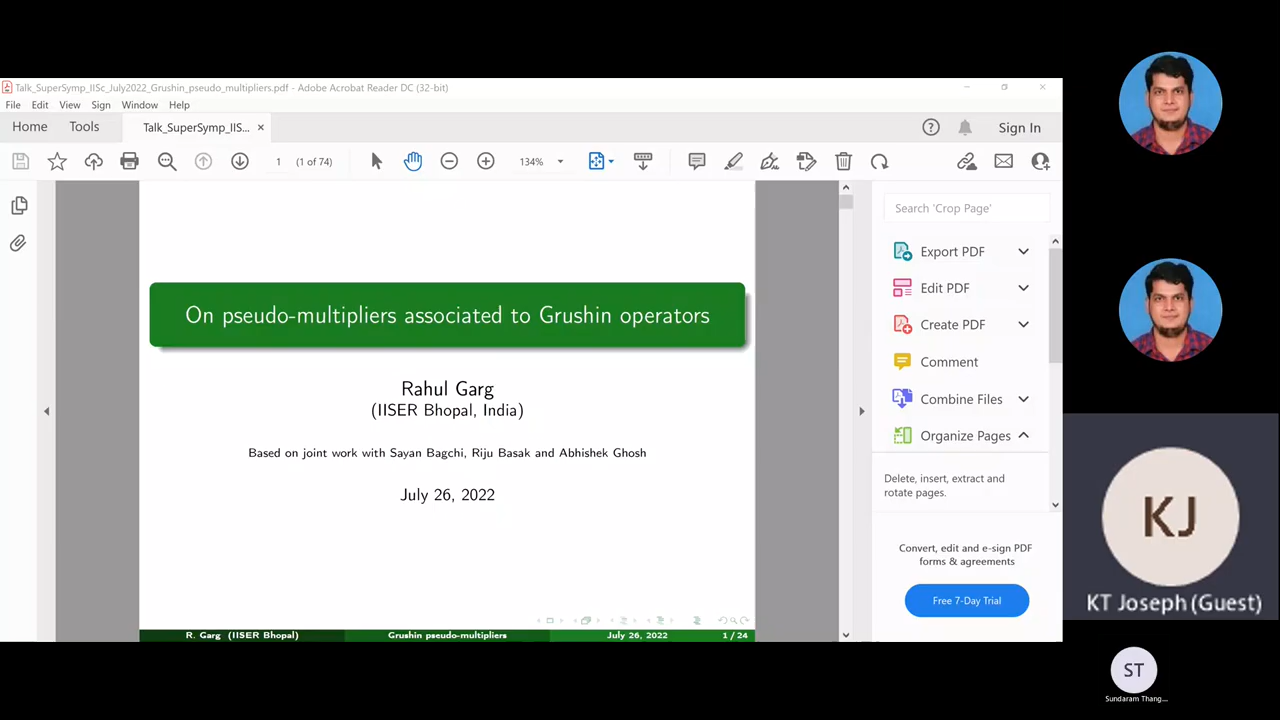 Talk_SuperSymp_IISc_July2022_Grushin_pseudo_multipliers.pdf - Adobe Acrobat Reader DC (32-bit)
File Edit View Sign Window Help
Home Tools Talk_SuperSymp_IIS... × Sign In
1 (1 of 74) 134%
Search 'Crop Page'
Export PDF
Edit PDF
Create PDF
Comment
Combine Files
Organize Pages
Delete, insert, extract and
rotate pages.
Convert, edit and e-sign PDF
forms & agreements
Free 7-Day Trial
On pseudo-multipliers associated to Grushin operators
Rahul Garg
(IISER Bhopal, India)
Based on joint work with Sayan Bagchi, Riju Basak and Abhishek Ghosh
July 26, 2022
R. Garg (IISER Bhopal) Grushin pseudo-multipliers July 26, 2022 1 / 24
KJ
KT Joseph (Guest)
ST
Sundaram Thang...